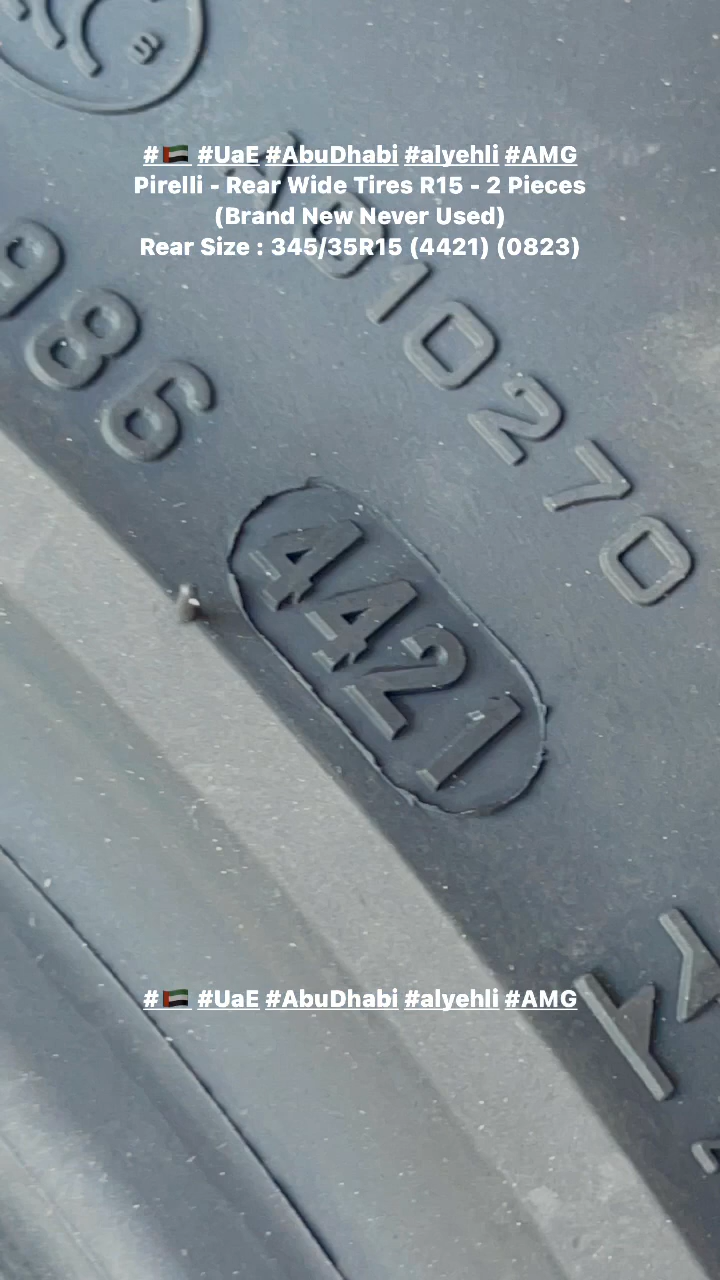 #🇦🇪 #UaE #AbuDhabi #alyehli #AMG
Pirelli - Rear Wide Tires R15 - 2 Pieces
(Brand New Never Used)
Rear Size : 345/35R15 (4421) (0823)
A010270
986
4421
#🇦🇪 #UaE #AbuDhabi #alyehli #AMG